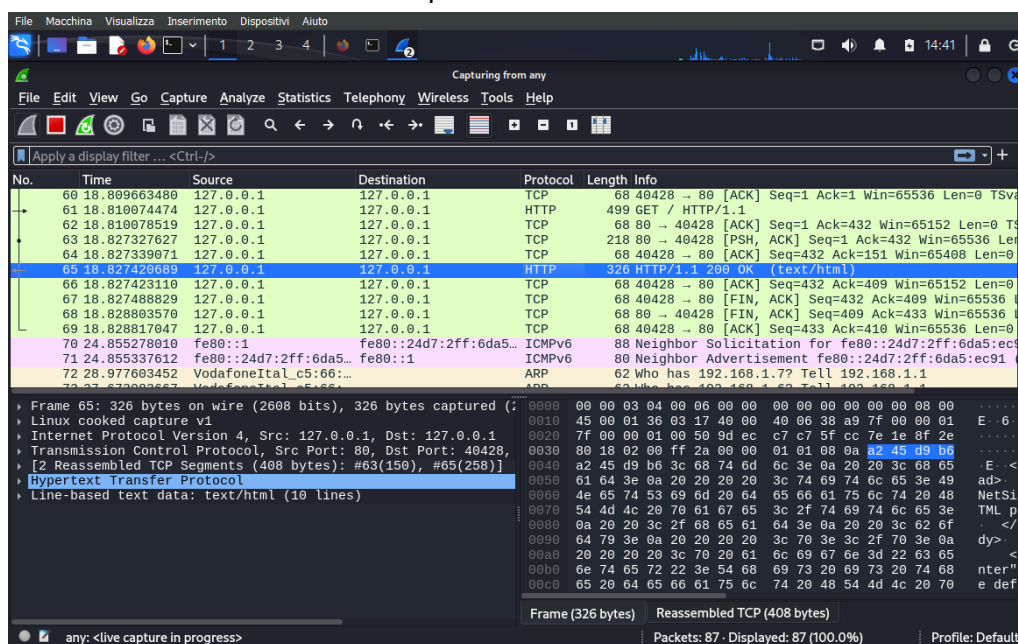 File Macchina Visualizza Inserimento Dispositivi Aiuto
1 2 3 4 2 14:41
Capturing from any
File Edit View Go Capture Analyze Statistics Telephony Wireless Tools Help
Apply a display filter … <Ctrl-/>
No. Time Source Destination Protocol Length Info
60 18.809663480 127.0.0.1 127.0.0.1 TCP 68 40428 → 80 [ACK] Seq=1 Ack=1 Win=65536 Len=0 TSva
61 18.810074474 127.0.0.1 127.0.0.1 HTTP 499 GET / HTTP/1.1
62 18.810078519 127.0.0.1 127.0.0.1 TCP 68 80 → 40428 [ACK] Seq=1 Ack=432 Win=65152 Len=0 TS
63 18.827327627 127.0.0.1 127.0.0.1 TCP 218 80 → 40428 [PSH, ACK] Seq=1 Ack=432 Win=65536 Ler
64 18.827339071 127.0.0.1 127.0.0.1 TCP 68 40428 → 80 [ACK] Seq=432 Ack=151 Win=65408 Len=0
65 18.827420689 127.0.0.1 127.0.0.1 HTTP 326 HTTP/1.1 200 OK (text/html)
66 18.827423110 127.0.0.1 127.0.0.1 TCP 68 40428 → 80 [ACK] Seq=432 Ack=409 Win=65152 Len=0
67 18.827488829 127.0.0.1 127.0.0.1 TCP 68 40428 → 80 [FIN, ACK] Seq=432 Ack=409 Win=65536 L
68 18.828803570 127.0.0.1 127.0.0.1 TCP 68 80 → 40428 [FIN, ACK] Seq=409 Ack=433 Win=65536 L
69 18.828817047 127.0.0.1 127.0.0.1 TCP 68 40428 → 80 [ACK] Seq=433 Ack=410 Win=65536 Len=0
70 24.855278010 fe80::1 fe80::24d7:2ff:6da5… ICMPv6 88 Neighbor Solicitation for fe80::24d7:2ff:6da5:ec9
71 24.855337612 fe80::24d7:2ff:6da5… fe80::1 ICMPv6 80 Neighbor Advertisement fe80::24d7:2ff:6da5:ec91 (
72 28.977603452 VodafoneItal_c5:66:… ARP 62 Who has 192.168.1.7? Tell 192.168.1.1
Frame 65: 326 bytes on wire (2608 bits), 326 bytes captured (2
Linux cooked capture v1
Internet Protocol Version 4, Src: 127.0.0.1, Dst: 127.0.0.1
Transmission Control Protocol, Src Port: 80, Dst Port: 40428,
[2 Reassembled TCP Segments (408 bytes): #63(150), #65(258)]
Hypertext Transfer Protocol
Line-based text data: text/html (10 lines)
0000 00 00 03 04 00 06 00 00 00 00 00 00 00 00 08 00 ·····
0010 45 00 01 36 03 17 40 00 40 06 38 a9 7f 00 00 01 E··6·
0020 7f 00 00 01 00 50 9d ec c7 c7 5f cc 7e 1e 8f 2e ·····
0030 80 18 02 00 ff 2a 00 00 01 01 08 0a a2 45 d9 b6 ·····
0040 a2 45 d9 b6 3c 68 74 6d 6c 3e 0a 20 20 3c 68 65 ·E··<
0050 61 64 3e 0a 20 20 20 20 3c 74 69 74 6c 65 3e 49 ad>·
0060 4e 65 74 53 69 6d 20 64 65 66 61 75 6c 74 20 48 NetSi
0070 54 4d 4c 20 70 61 67 65 3c 2f 74 69 74 6c 65 3e TML p
0080 0a 20 20 3c 2f 68 65 61 64 3e 0a 20 20 3c 62 6f · </
0090 64 79 3e 0a 20 20 20 20 3c 70 3e 3c 2f 70 3e 0a dy>·
00a0 20 20 20 20 3c 70 20 61 6c 69 67 6e 3d 22 63 65 <
00b0 6e 74 65 72 22 3e 54 68 69 73 20 69 73 20 74 68 nter"
00c0 65 20 64 65 66 61 75 6c 74 20 48 54 4d 4c 20 70 e def
Frame (326 bytes) Reassembled TCP (408 bytes)
any: <live capture in progress> Packets: 87 · Displayed: 87 (100.0%) Profile: Default